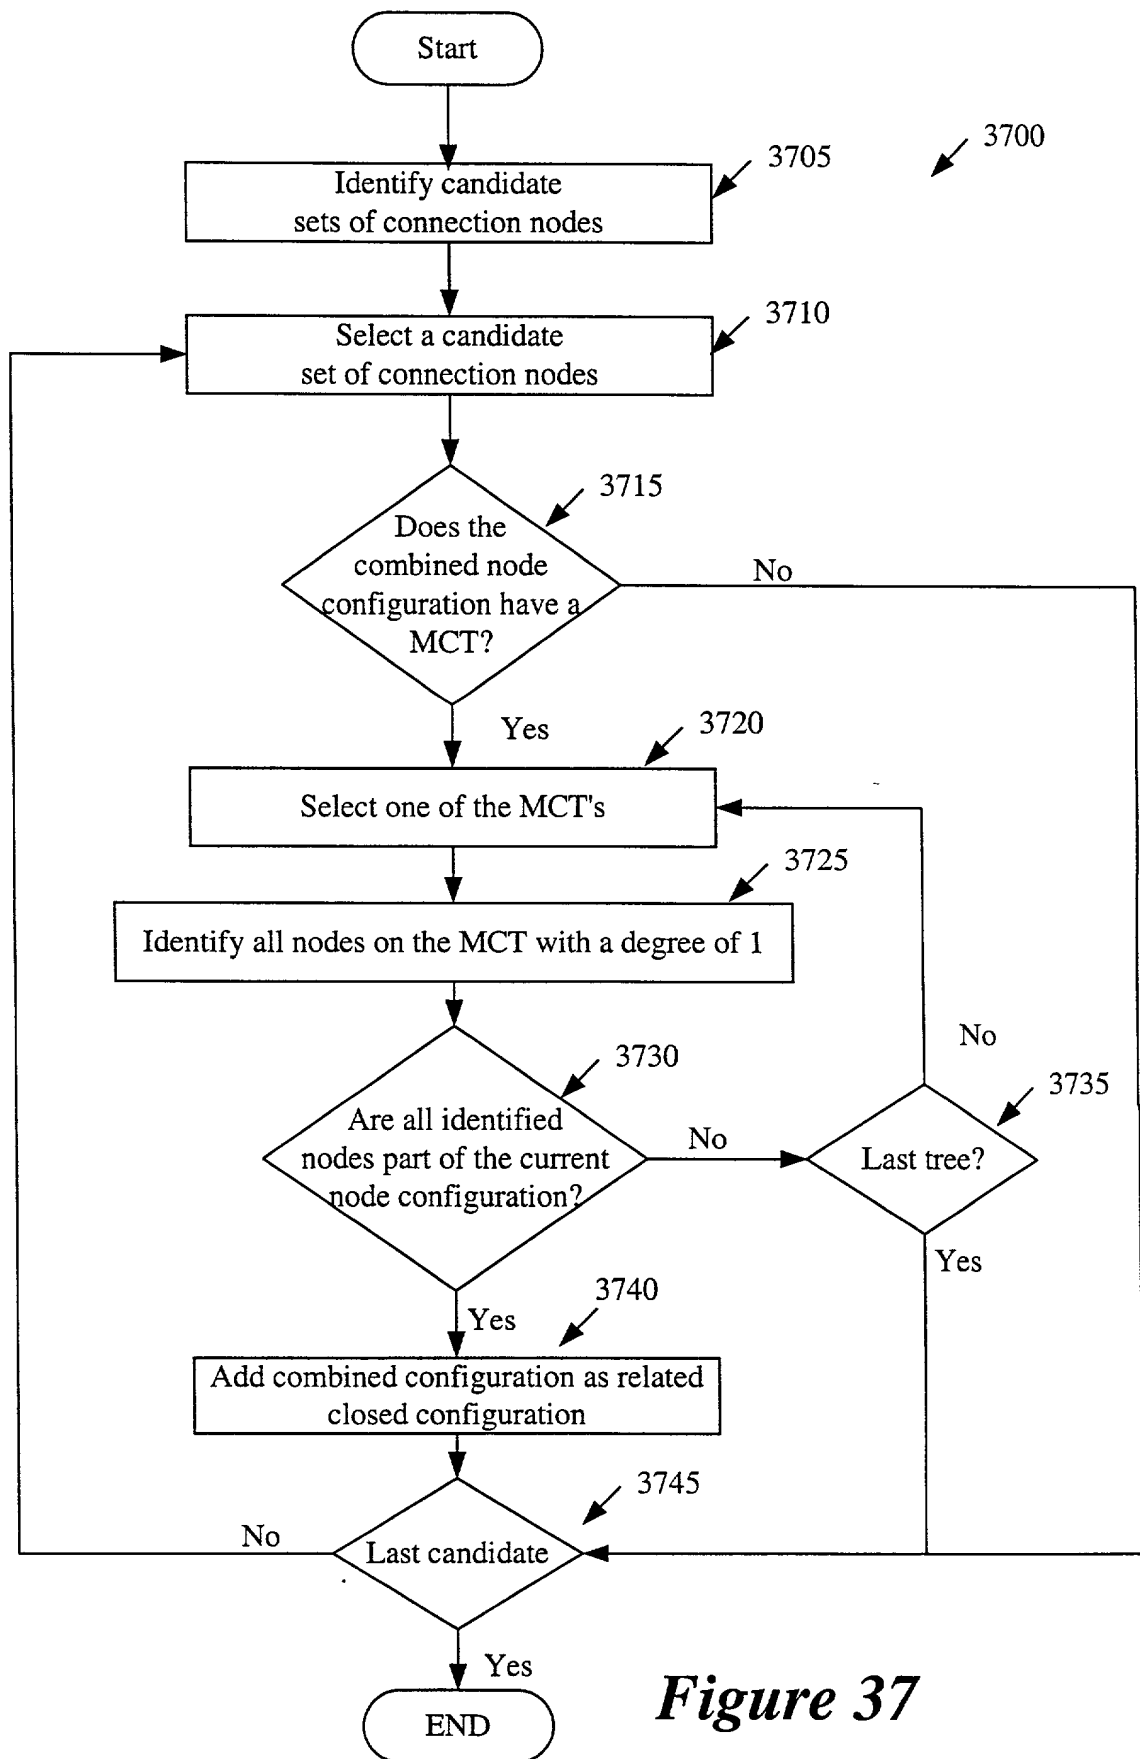 Start
3700
3705
Identify candidate
sets of connection nodes
3710
Select a candidate
set of connection nodes
3715
Does the
combined node
configuration have a
MCT?
No
Yes
3720
Select one of the MCT's
3725
Identify all nodes on the MCT with a degree of 1
No
3730
3735
Are all identified
nodes part of the current
node configuration?
No
Last tree?
Yes
3740
Yes
Add combined configuration as related
closed configuration
3745
No
Last candidate
Yes
END
Figure 37